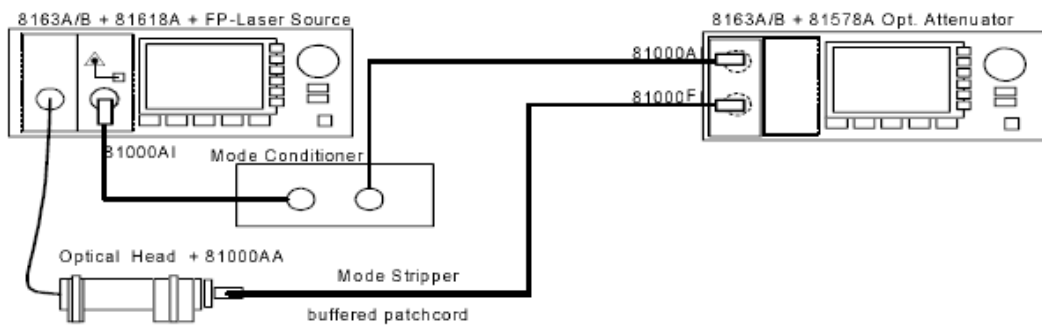 8163A/B + 81618A + FP-Laser Source
8163A/B + 81578A Opt. Attenuator
81000AI
81000FI
81000AI
Mode Conditioner
Optical Head + 81000AA
Mode Stripper
buffered patchcord